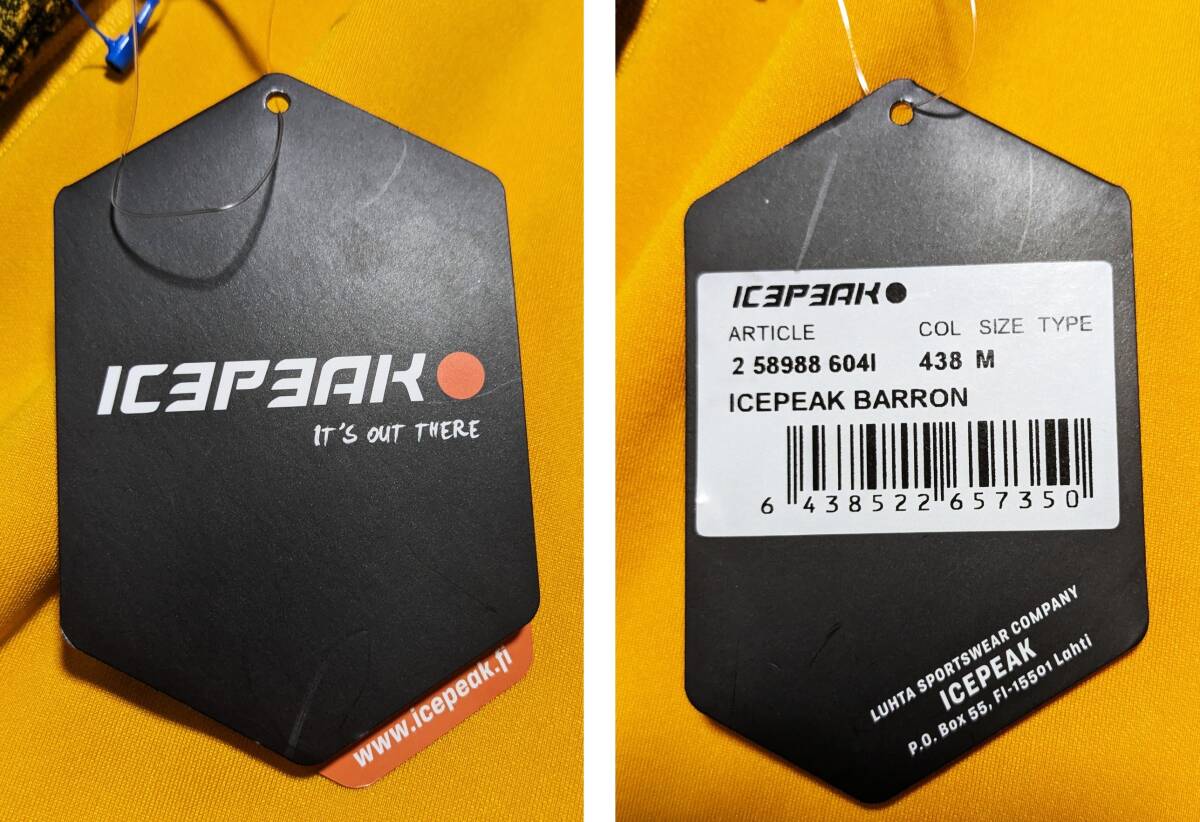 ICEPEAK
IT'S OUT THERE
www.icepeak.fi
ICEPEAK
ARTICLE COL SIZE TYPE
2 58988 604I 438 M
ICEPEAK BARRON
6 438522 657350
LUHTA SPORTSWEAR COMPANY
ICEPEAK
P.O. Box 55, FI-15501 Lahti